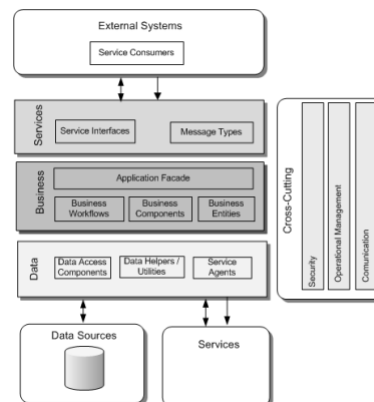 External Systems
Service Consumers
Services
Service Interfaces
Message Types
Business
Application Facade
Business
Workflows
Business
Components
Business
Entities
Data
Data Access
Components
Data Helpers /
Utilities
Service
Agents
Data Sources
Services
Cross-Cutting
Security
Operational Management
Comunication